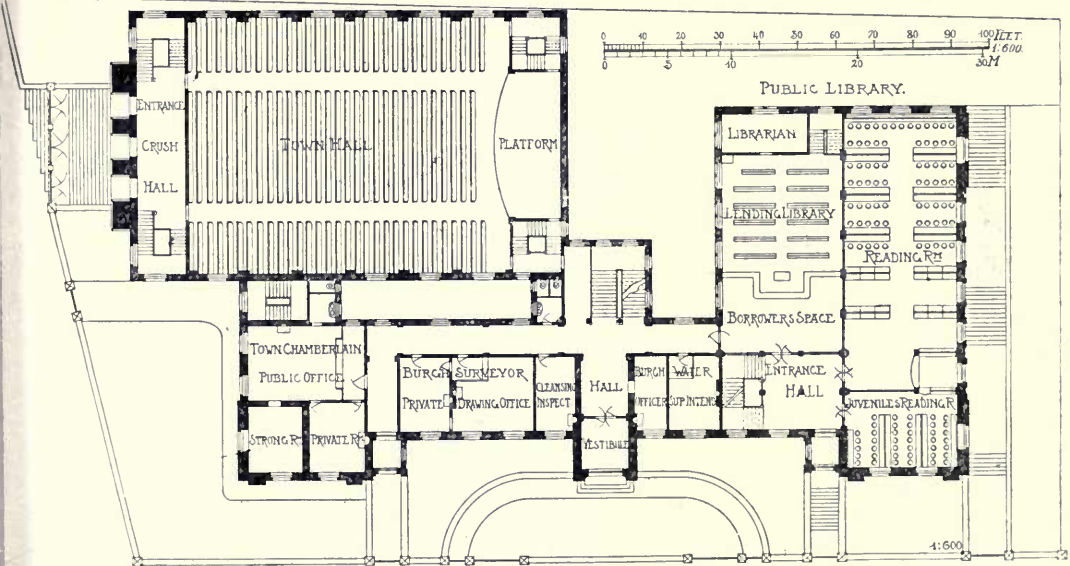 0 10 20 30 40 50 60 70 80 90 100 FEET.
1:600.
0 5 10 20 30 M
PUBLIC LIBRARY.
ENTRANCE
CRUSH
HALL
TOWN HALL
PLATFORM
LIBRARIAN
LENDING LIBRARY
READING RM
BORROWERS SPACE
TOWN CHAMBERLAIN
PUBLIC OFFICE
STRONG RM
PRIVATE RM
BURGH SURVEYOR
PRIVATE DRAWING OFFICE
CLEANSING
INSPECT
HALL
VESTIBULE
BURGH
OFFICER
WATER
SUPINTEND
ENTRANCE
HALL
JUVENILES READING R
1:600